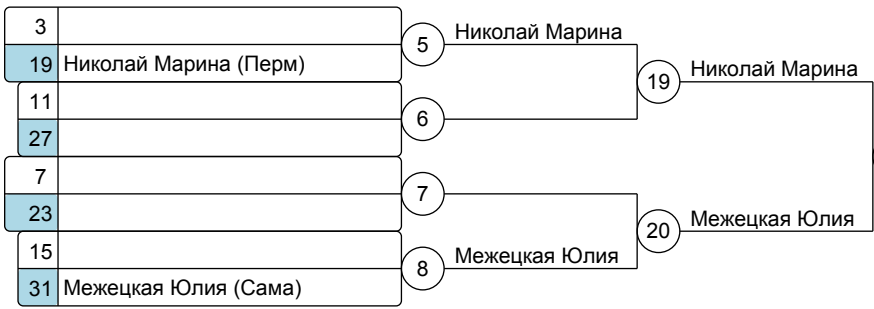 3
19 Николай Марина (Перм)
11
27
7
23
15
31 Межецкая Юлия (Сама)
5 Николай Марина
6
7
8 Межецкая Юлия
19 Николай Марина
20 Межецкая Юлия